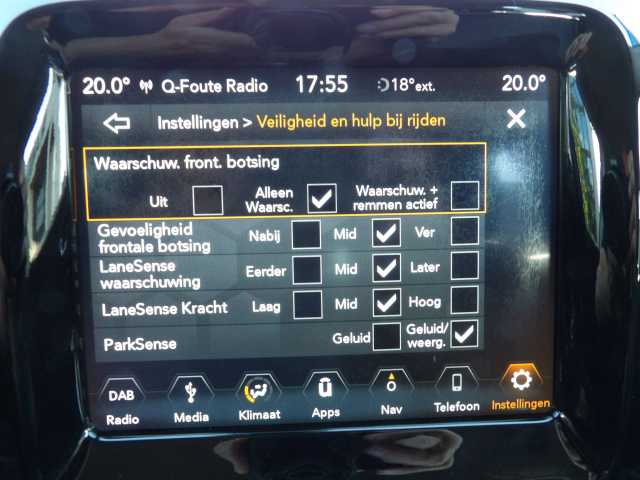 20.0° Q-Foute Radio 17:55 18°ext. 20.0°
Instellingen > Veiligheid en hulp bij rijden
Waarschuw. front. botsing
Uit Alleen Waarsc. Waarschuw. + remmen actief
Gevoeligheid frontale botsing Nabij Mid Ver
LaneSense waarschuwing Eerder Mid Later
LaneSense Kracht Laag Mid Hoog
ParkSense Geluid Geluid/ weerg.
DAB
Radio Media Klimaat Apps Nav Telefoon Instellingen